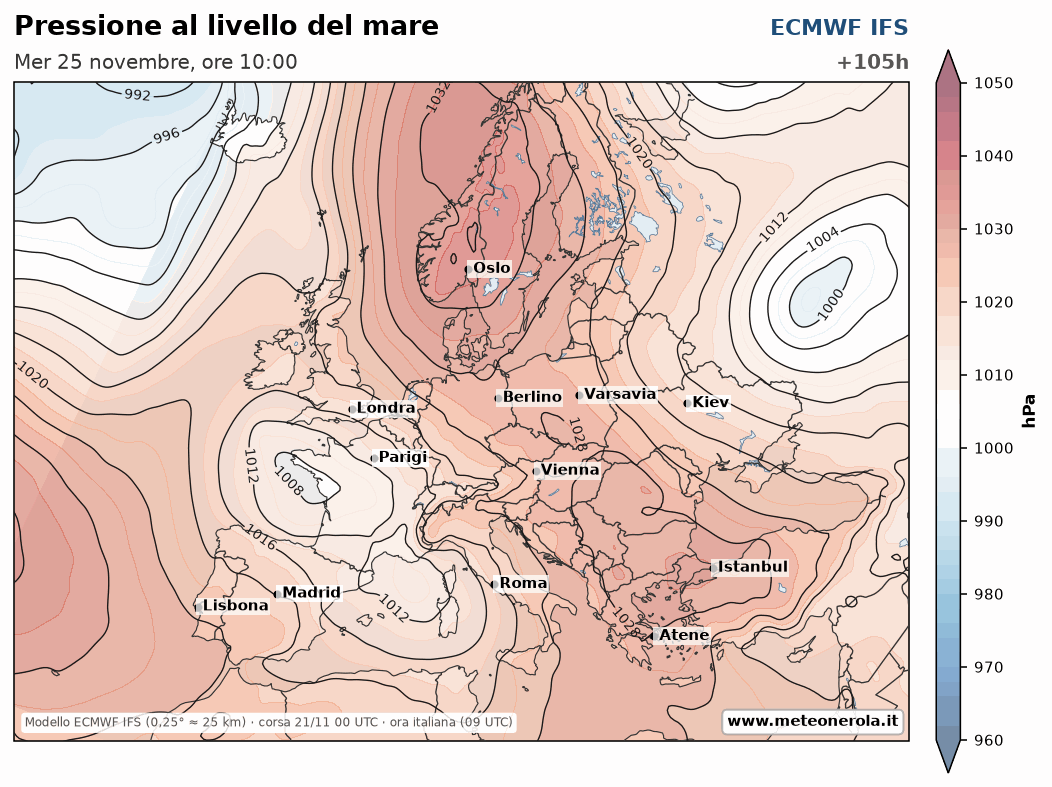 Pressione al livello del mare
ECMWF IFS
Mer 25 novembre, ore 10:00
+105h
992
996
1032
1020
1012
1004
1000
Oslo
1020
Londra
Berlino
Varsavia
Kiev
1028
1012
Parigi
1008
Vienna
1016
Istanbul
Roma
Madrid
Lisbona
1012
1028
Atene
Modello ECMWF IFS (0,25° ≈ 25 km) · corsa 21/11 00 UTC · ora italiana (09 UTC)
www.meteonerola.it
1050
1040
1030
1020
1010
1000
990
980
970
960
hPa